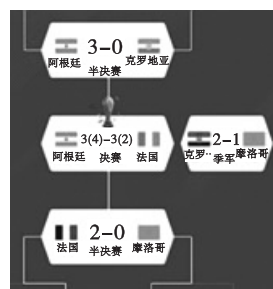 3-0
阿根廷 半决赛 克罗地亚
3(4)-3(2)
阿根廷 决赛 法国
2-1
克罗·· 季军 摩洛哥
2-0
法国 半决赛 摩洛哥